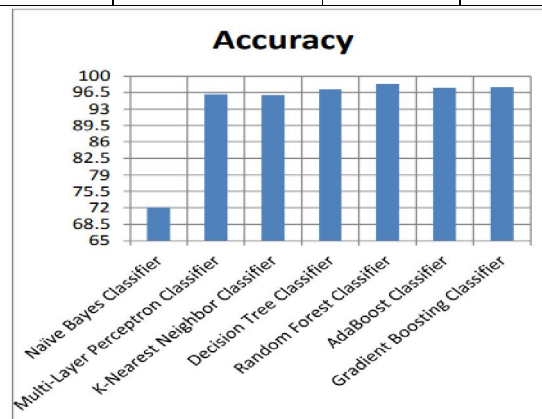 Accuracy
100
96.5
93
89.5
86
82.5
79
75.5
72
68.5
65
Naïve Bayes Classifier
Multi-Layer Perceptron Classifier
K-Nearest Neighbor Classifier
Decision Tree Classifier
Random Forest Classifier
AdaBoost Classifier
Gradient Boosting Classifier